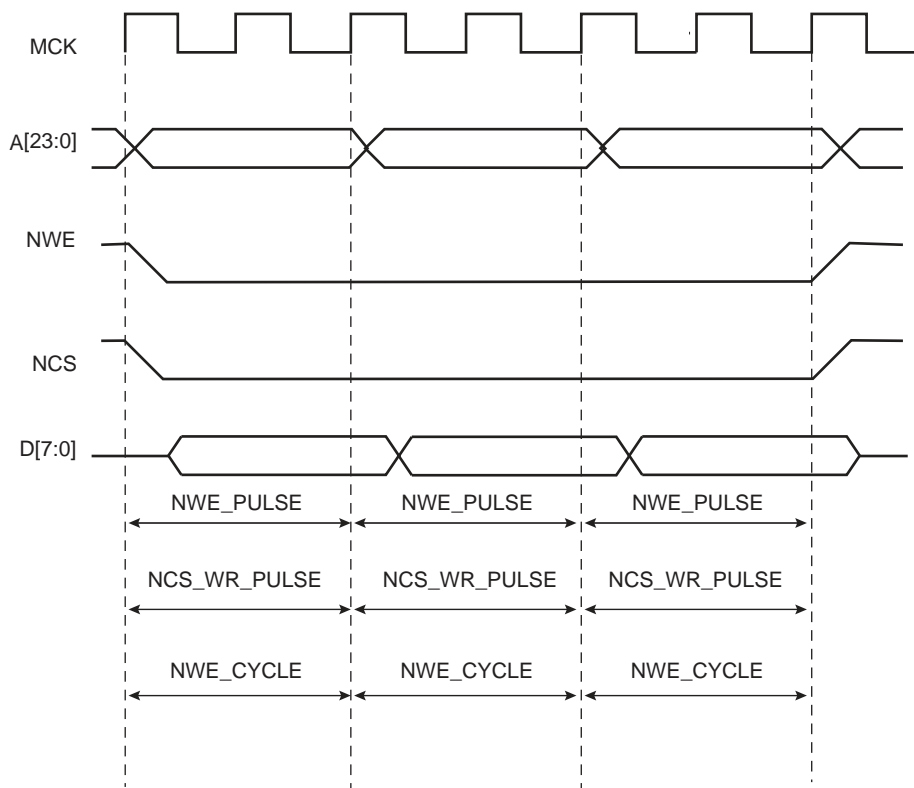 MCK
A[23:0]
NWE
NCS
D[7:0]
NWE_PULSE NWE_PULSE NWE_PULSE
NCS_WR_PULSE NCS_WR_PULSE NCS_WR_PULSE
NWE_CYCLE NWE_CYCLE NWE_CYCLE